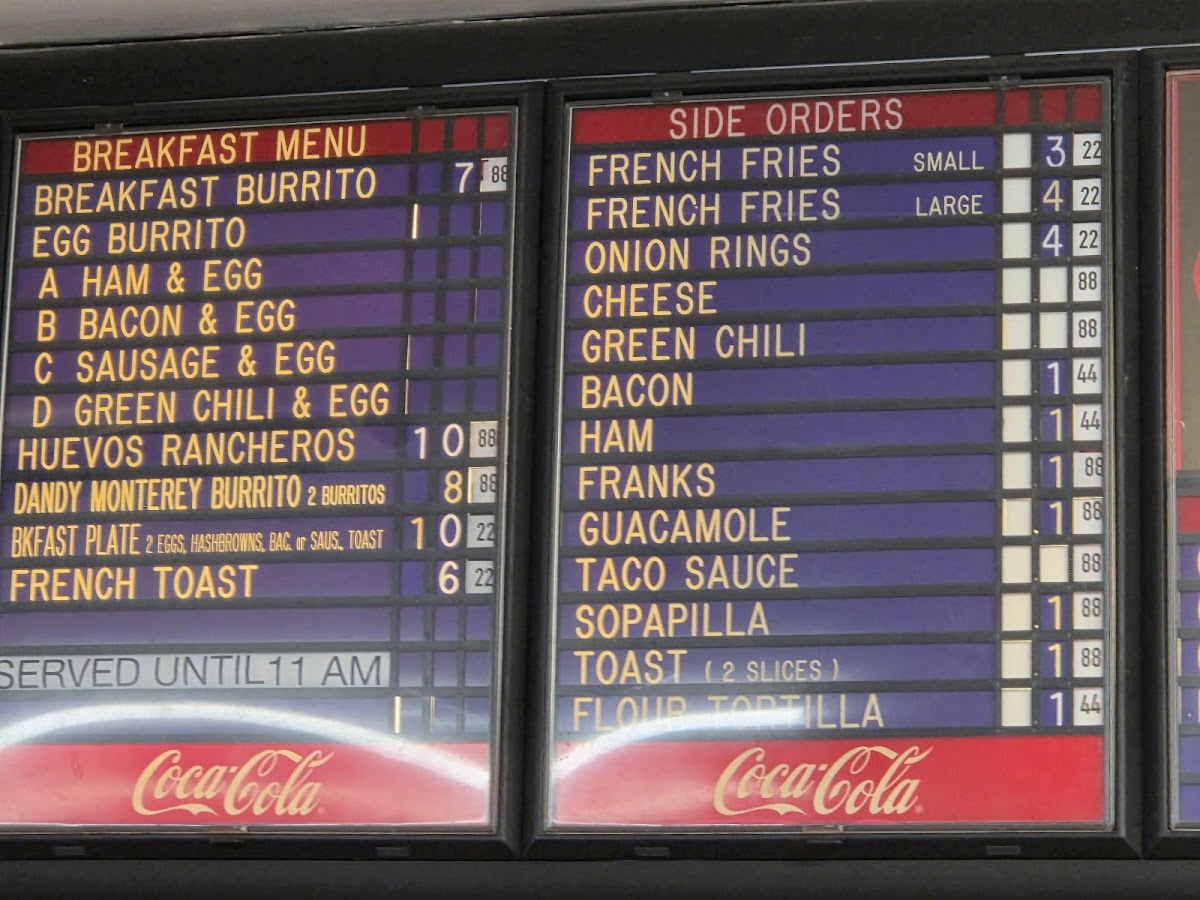 BREAKFAST MENU
BREAKFAST BURRITO 7 88
EGG BURRITO
A HAM & EGG
B BACON & EGG
C SAUSAGE & EGG
D GREEN CHILI & EGG
HUEVOS RANCHEROS 10 88
DANDY MONTEREY BURRITO 2 BURRITOS 8 88
BKFAST PLATE 2 EGGS, HASHBROWNS, BAC. or SAUS., TOAST 10 22
FRENCH TOAST 6 22
SERVED UNTIL 11 AM
Coca-Cola
SIDE ORDERS
FRENCH FRIES SMALL 3 22
FRENCH FRIES LARGE 4 22
ONION RINGS 4 22
CHEESE 88
GREEN CHILI 88
BACON 1 44
HAM 1 44
FRANKS 1 88
GUACAMOLE 1 88
TACO SAUCE 88
SOPAPILLA 1 88
TOAST (2 SLICES) 1 88
FLOUR TORTILLA 1 44
Coca-Cola